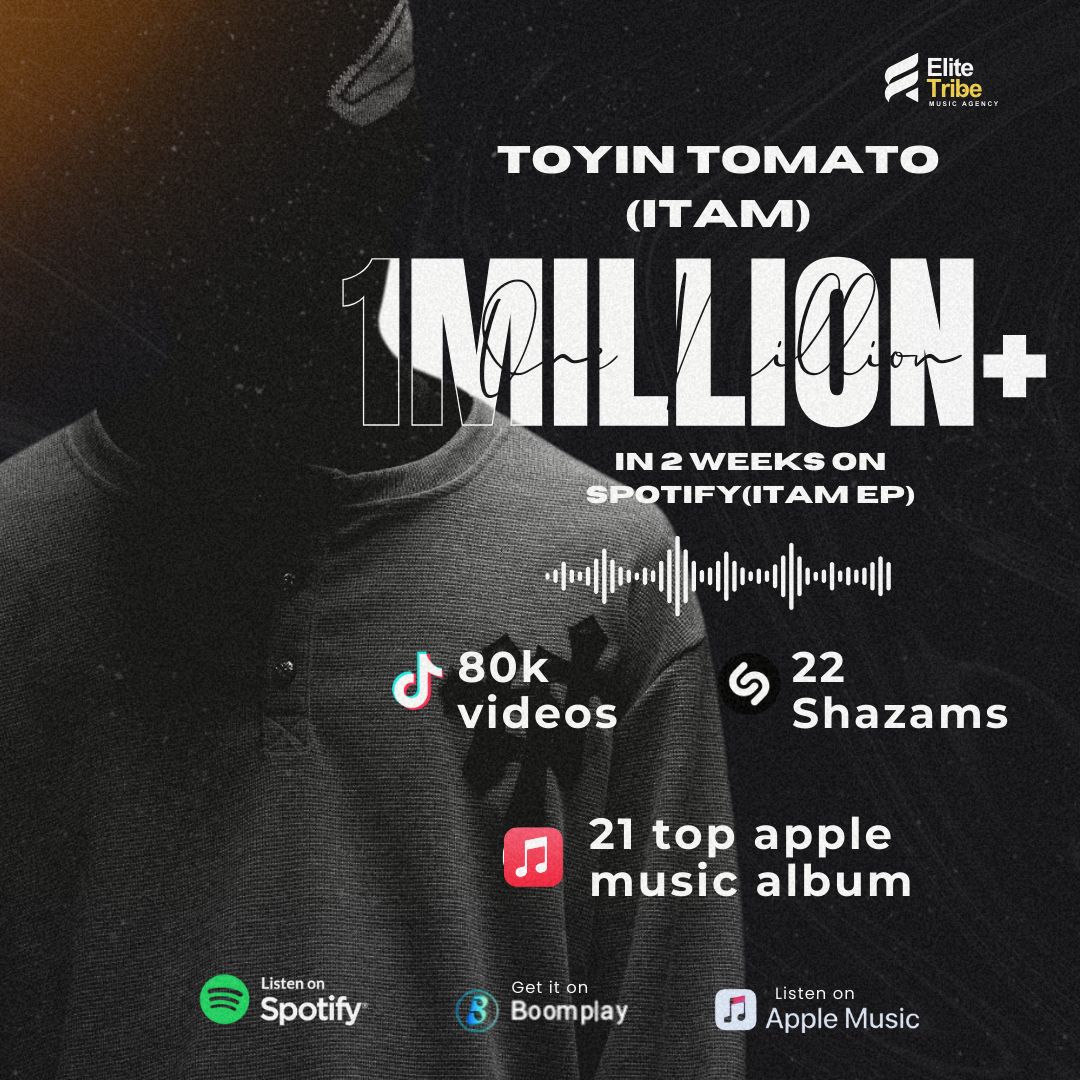 Elite
Tribe
MUSIC AGENCY
TOYIN TOMATO
(ITAM)
1MILLION+
One Million
IN 2 WEEKS ON
SPOTIFY(ITAM EP)
80k
videos
22
Shazams
21 top apple
music album
Listen on
Spotify
Get it on
Boomplay
Listen on
Apple Music